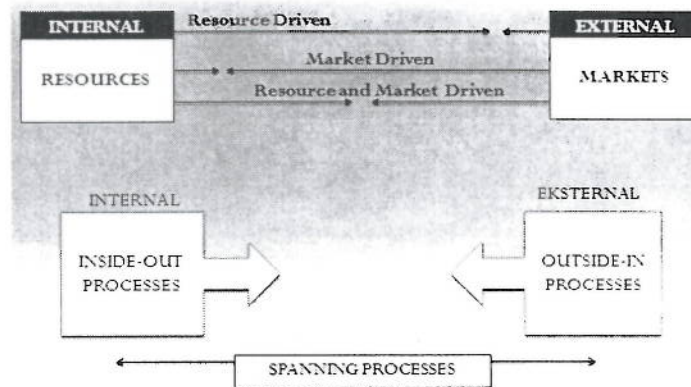 INTERNAL
Resource Driven
EXTERNAL
RESOURCES
Market Driven
MARKETS
Resource and Market Driven
INTERNAL
EKSTERNAL
INSIDE-OUT
PROCESSES
OUTSIDE-IN
PROCESSES
SPANNING PROCESSES